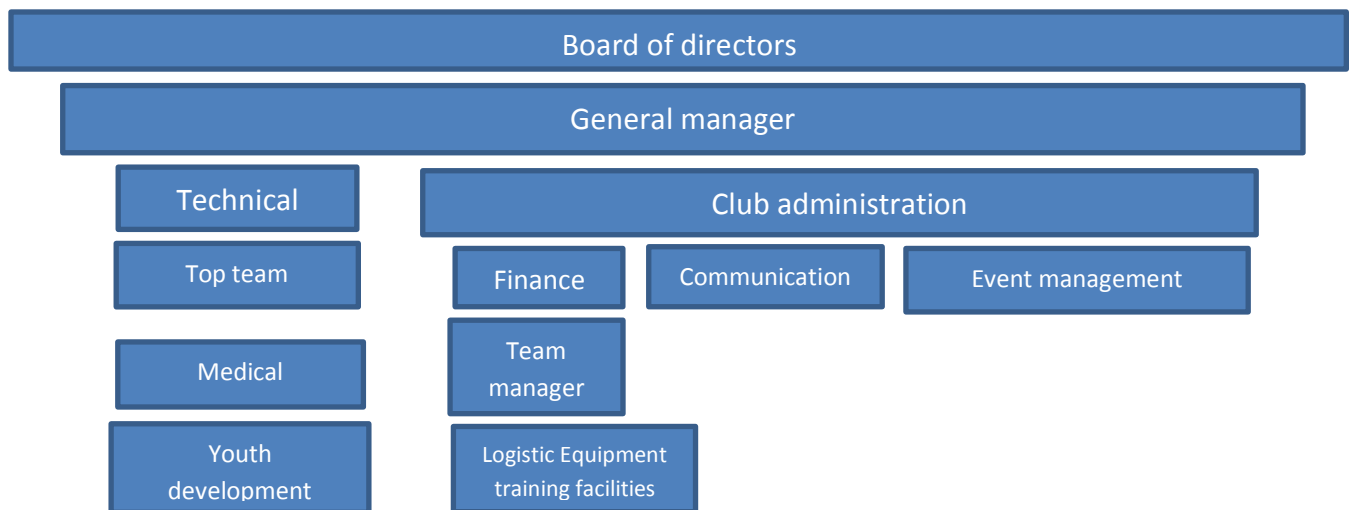 Board of directors
General manager
Technical
Club administration
Top team
Finance
Communication
Event management
Medical
Team
manager
Youth
development
Logistic Equipment
training facilities